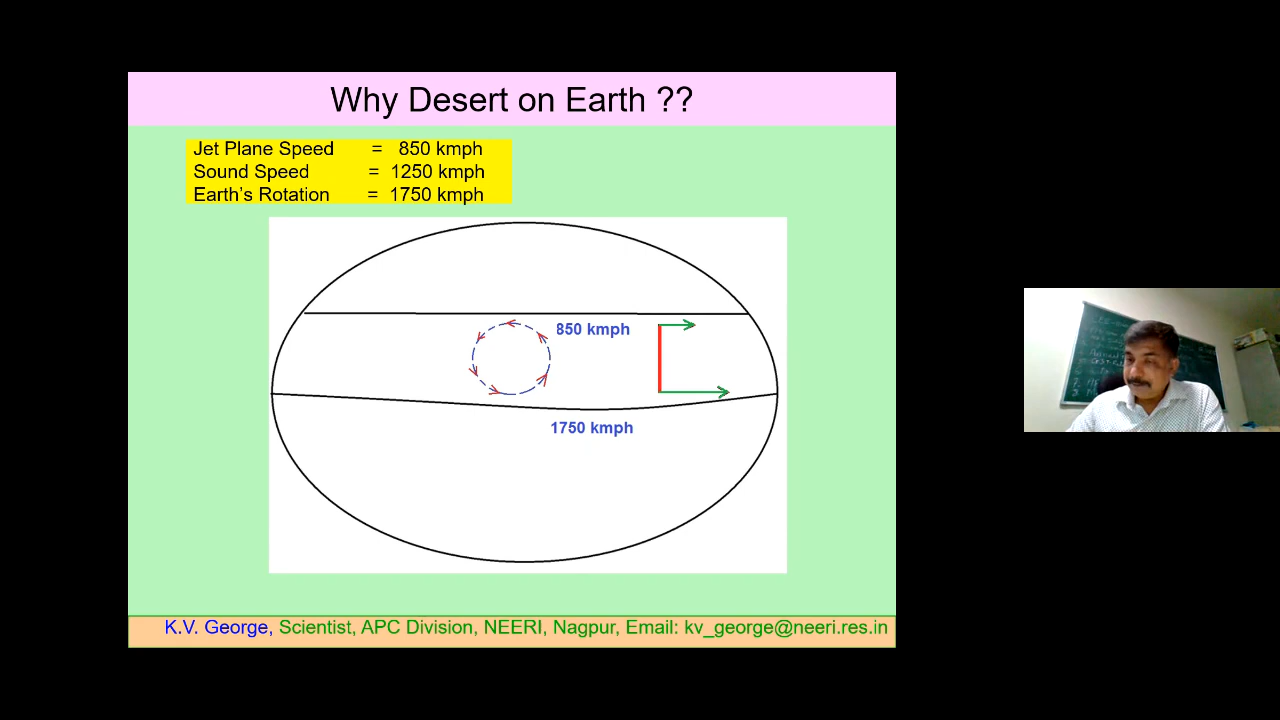 Why Desert on Earth ??
Jet Plane Speed = 850 kmph
Sound Speed = 1250 kmph
Earth's Rotation = 1750 kmph
850 kmph
1750 kmph
K.V. George, Scientist, APC Division, NEERI, Nagpur, Email: kv_george@neeri.res.in